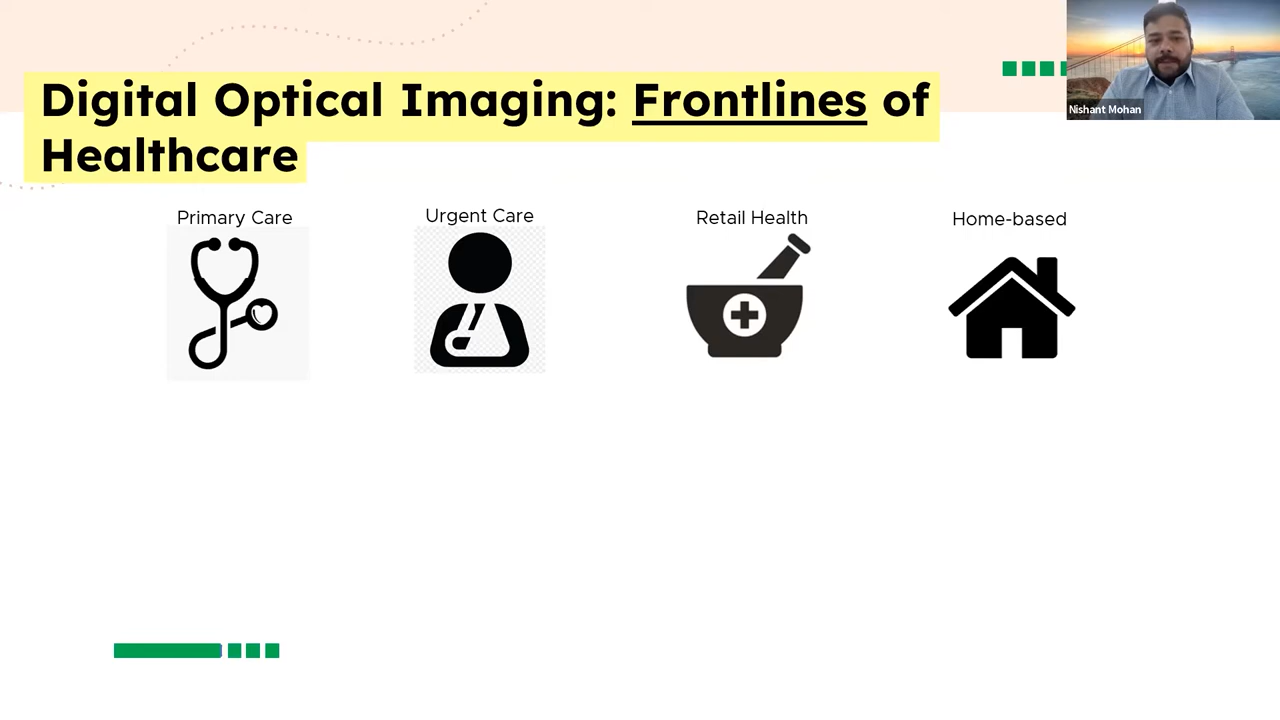 Digital Optical Imaging: Frontlines of
Healthcare
Nishant Mohan
Primary Care
Urgent Care
Retail Health
Home-based